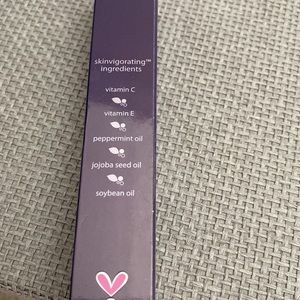 skinvigorating™
ingredients
vitamin C
vitamin E
peppermint oil
jojoba seed oil
soybean oil